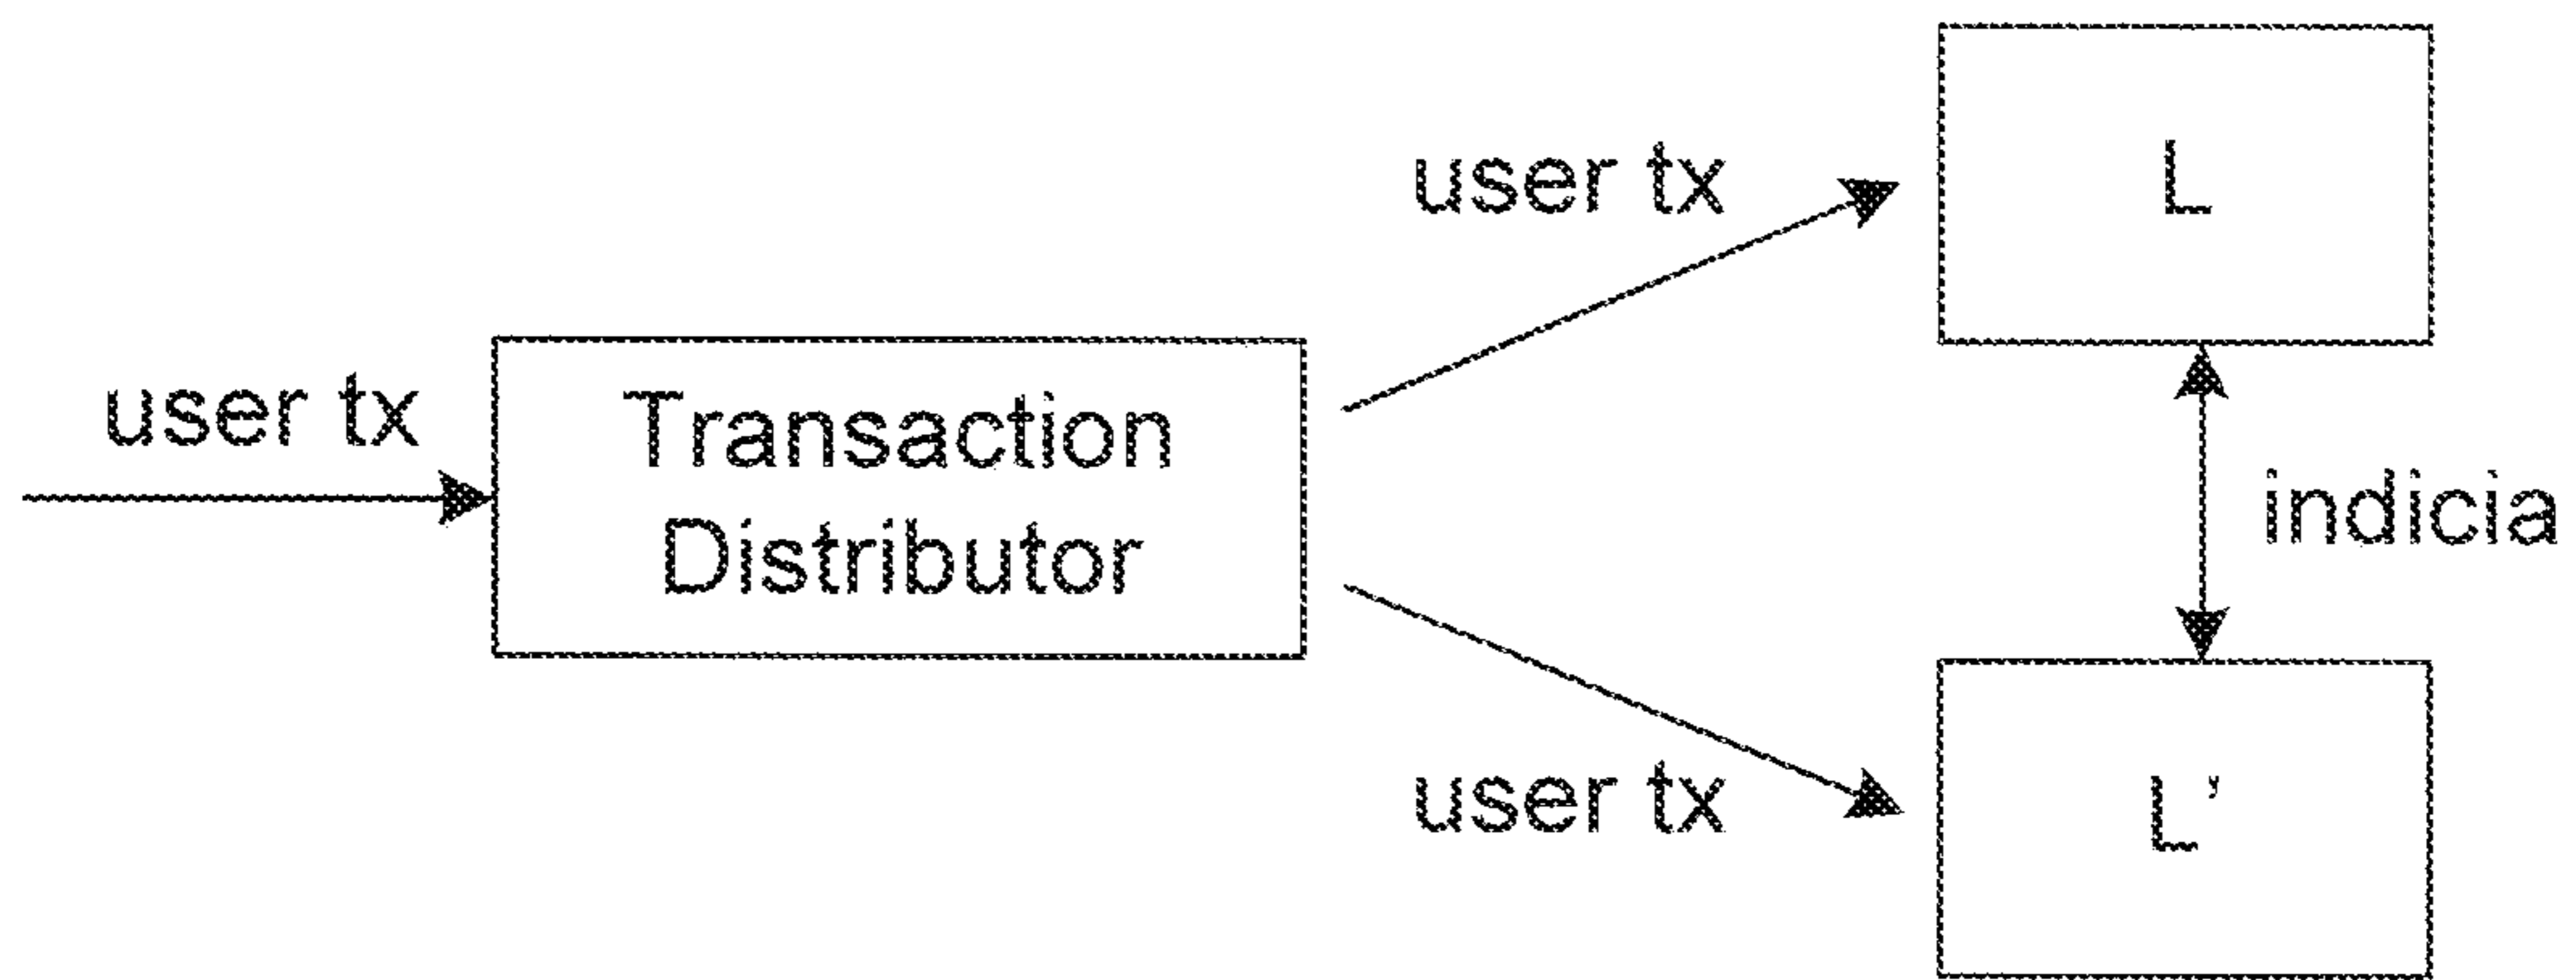 user tx
L
user tx
Transaction
Distributor
indicia
user tx
L'